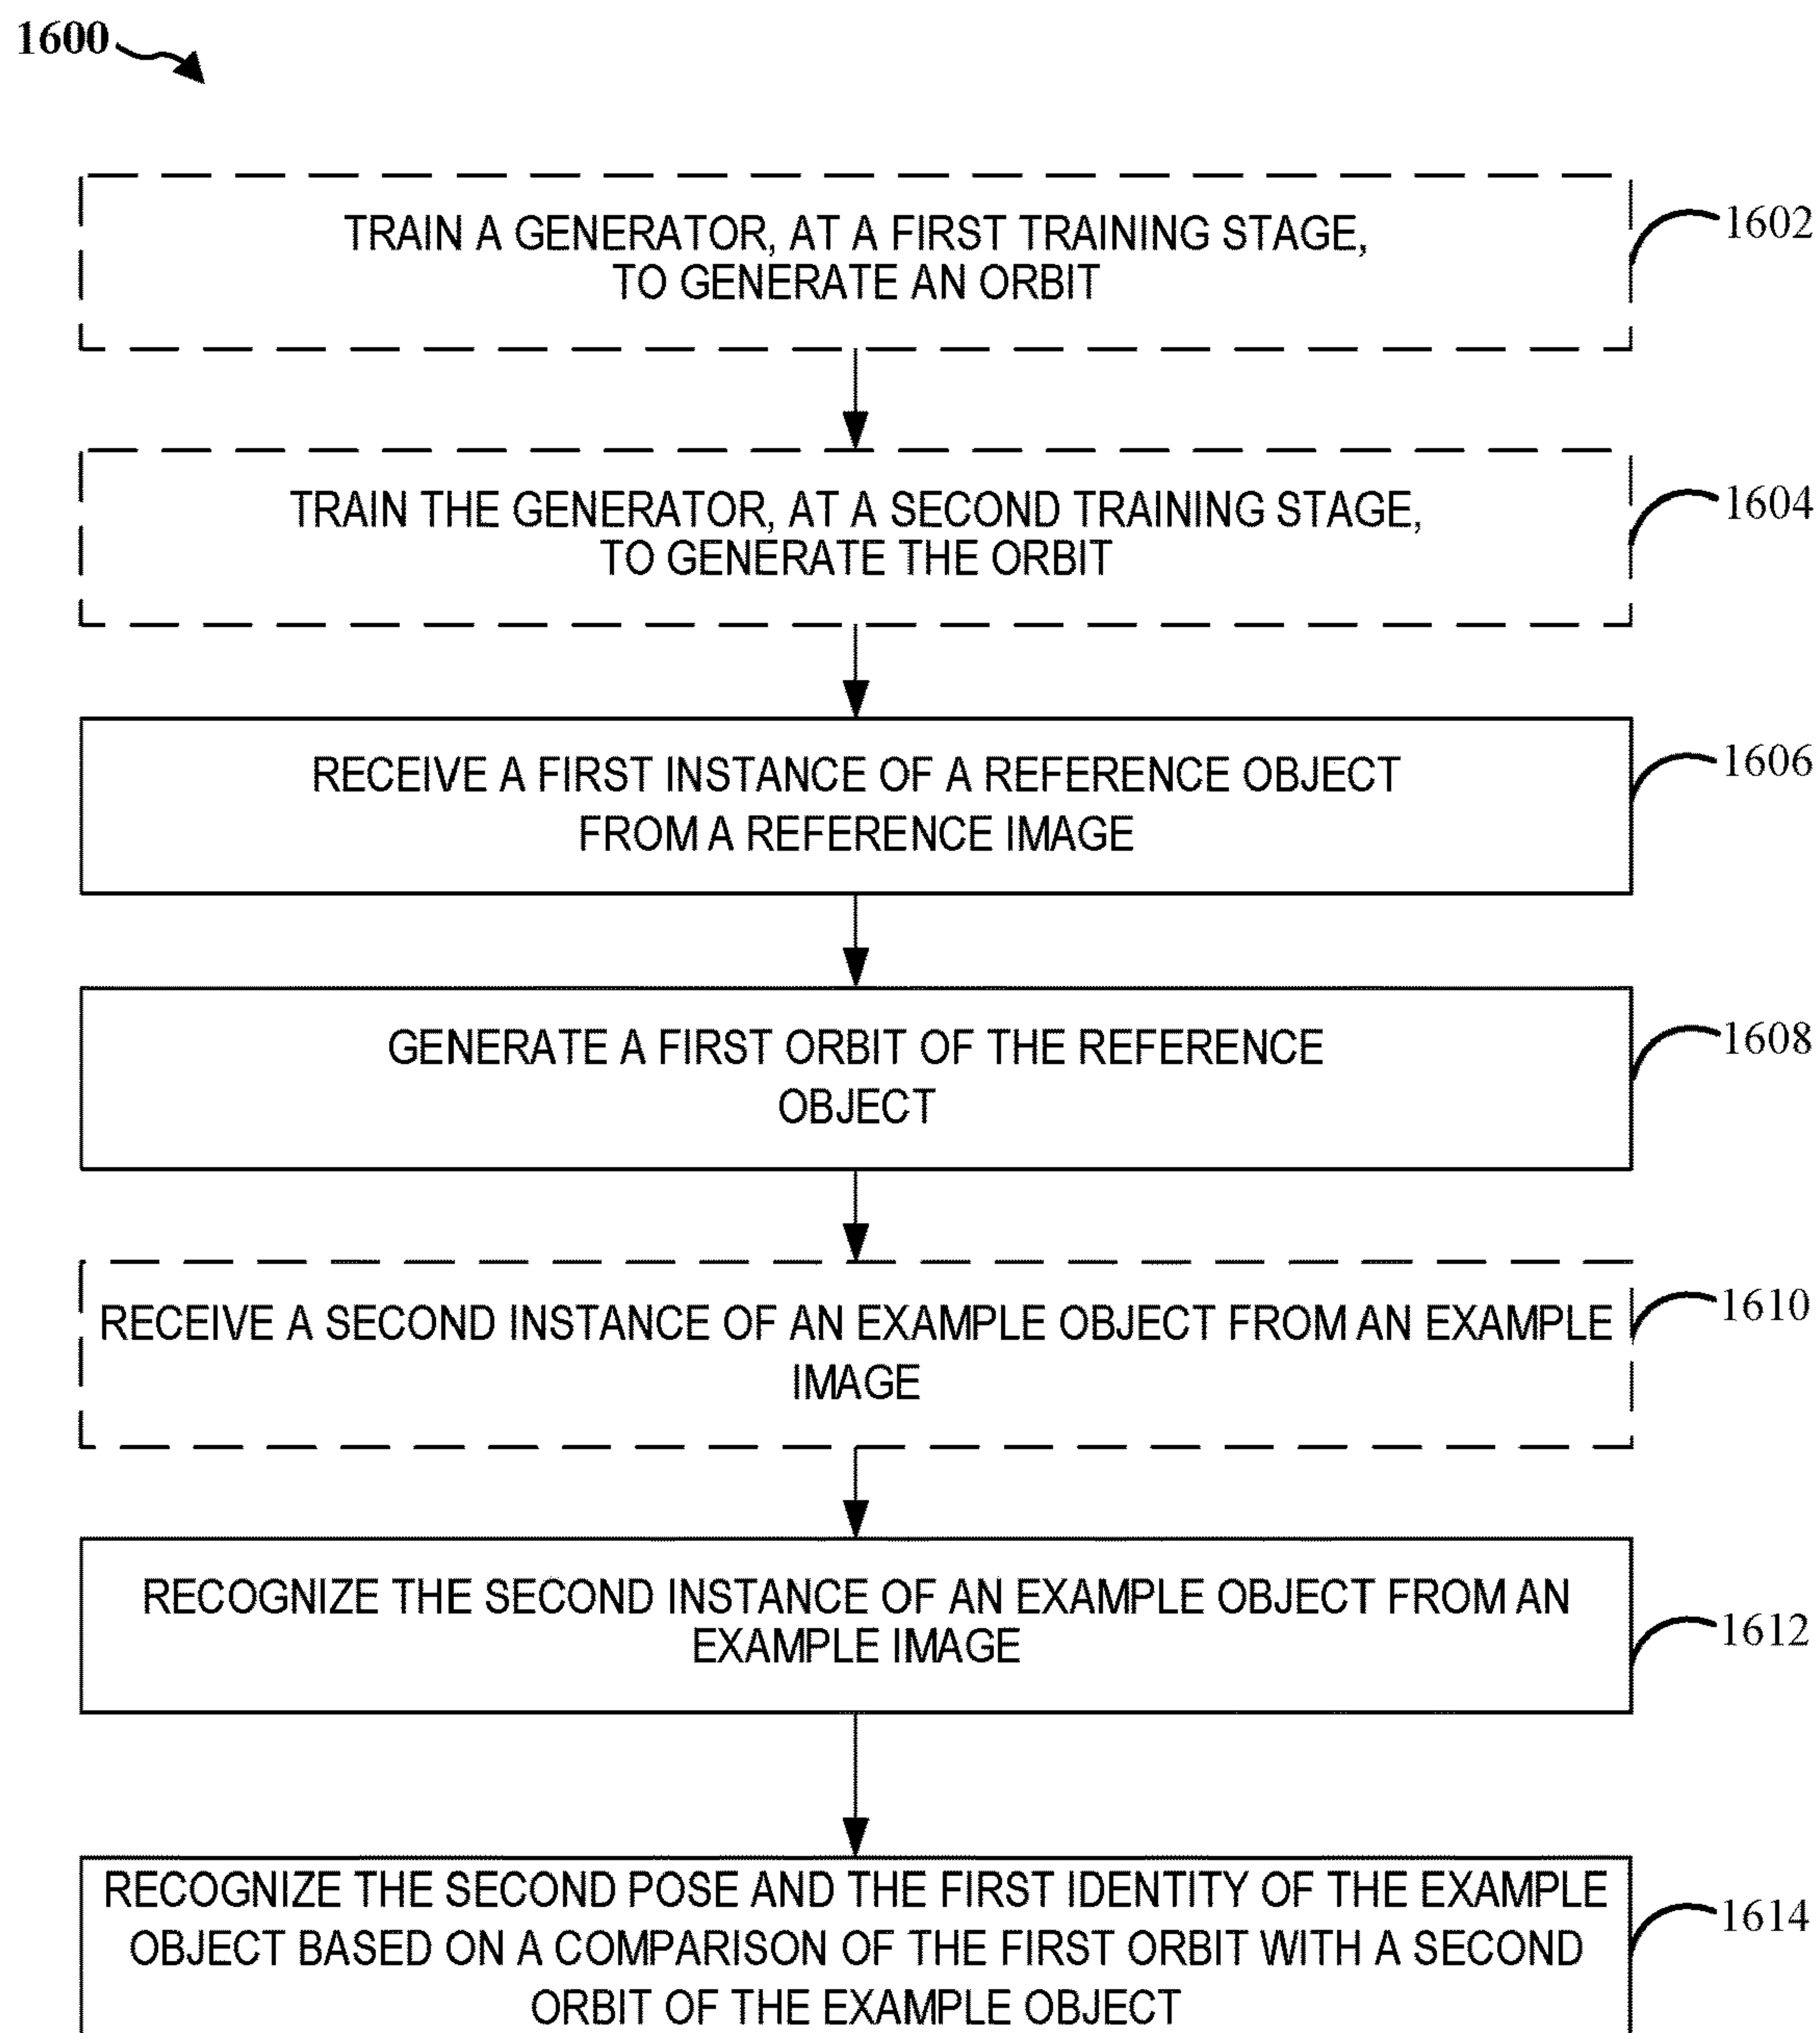 1600
TRAIN A GENERATOR, AT A FIRST TRAINING STAGE,
TO GENERATE AN ORBIT
1602
TRAIN THE GENERATOR, AT A SECOND TRAINING STAGE,
TO GENERATE THE ORBIT
1604
RECEIVE A FIRST INSTANCE OF A REFERENCE OBJECT
FROM A REFERENCE IMAGE
1606
GENERATE A FIRST ORBIT OF THE REFERENCE
OBJECT
1608
RECEIVE A SECOND INSTANCE OF AN EXAMPLE OBJECT FROM AN EXAMPLE
IMAGE
1610
RECOGNIZE THE SECOND INSTANCE OF AN EXAMPLE OBJECT FROM AN
EXAMPLE IMAGE
1612
RECOGNIZE THE SECOND POSE AND THE FIRST IDENTITY OF THE EXAMPLE
OBJECT BASED ON A COMPARISON OF THE FIRST ORBIT WITH A SECOND
ORBIT OF THE EXAMPLE OBJECT
1614